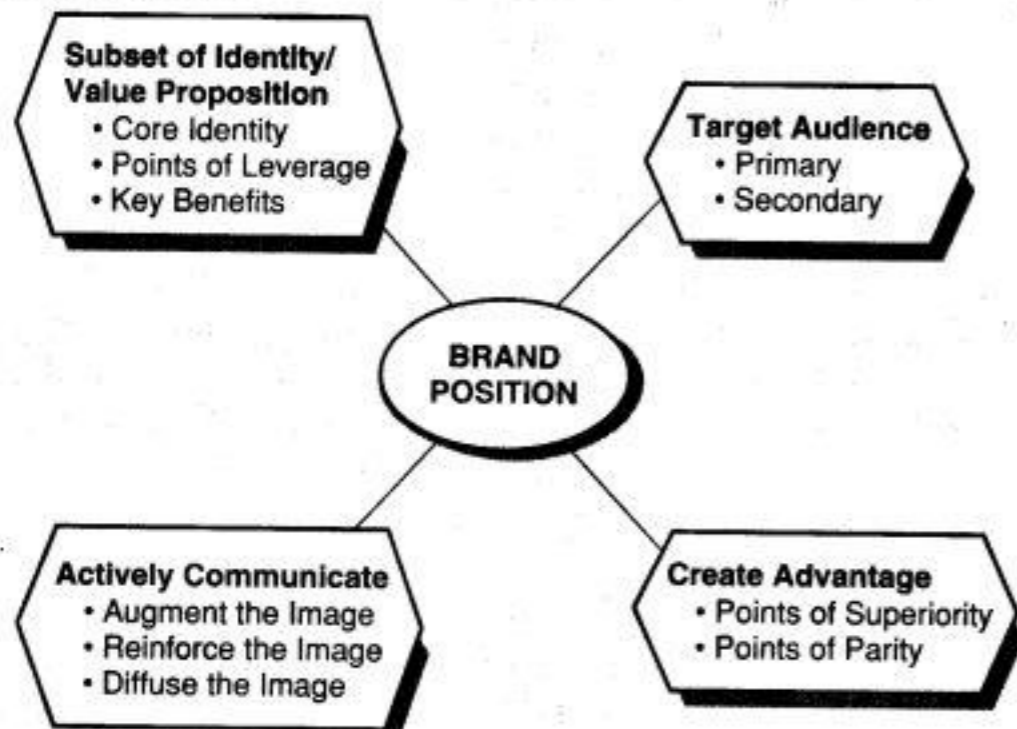 Subset of Identity/
Value Proposition
• Core Identity
• Points of Leverage
• Key Benefits
Target Audience
• Primary
• Secondary
BRAND
POSITION
Actively Communicate
• Augment the Image
• Reinforce the Image
• Diffuse the Image
Create Advantage
• Points of Superiority
• Points of Parity